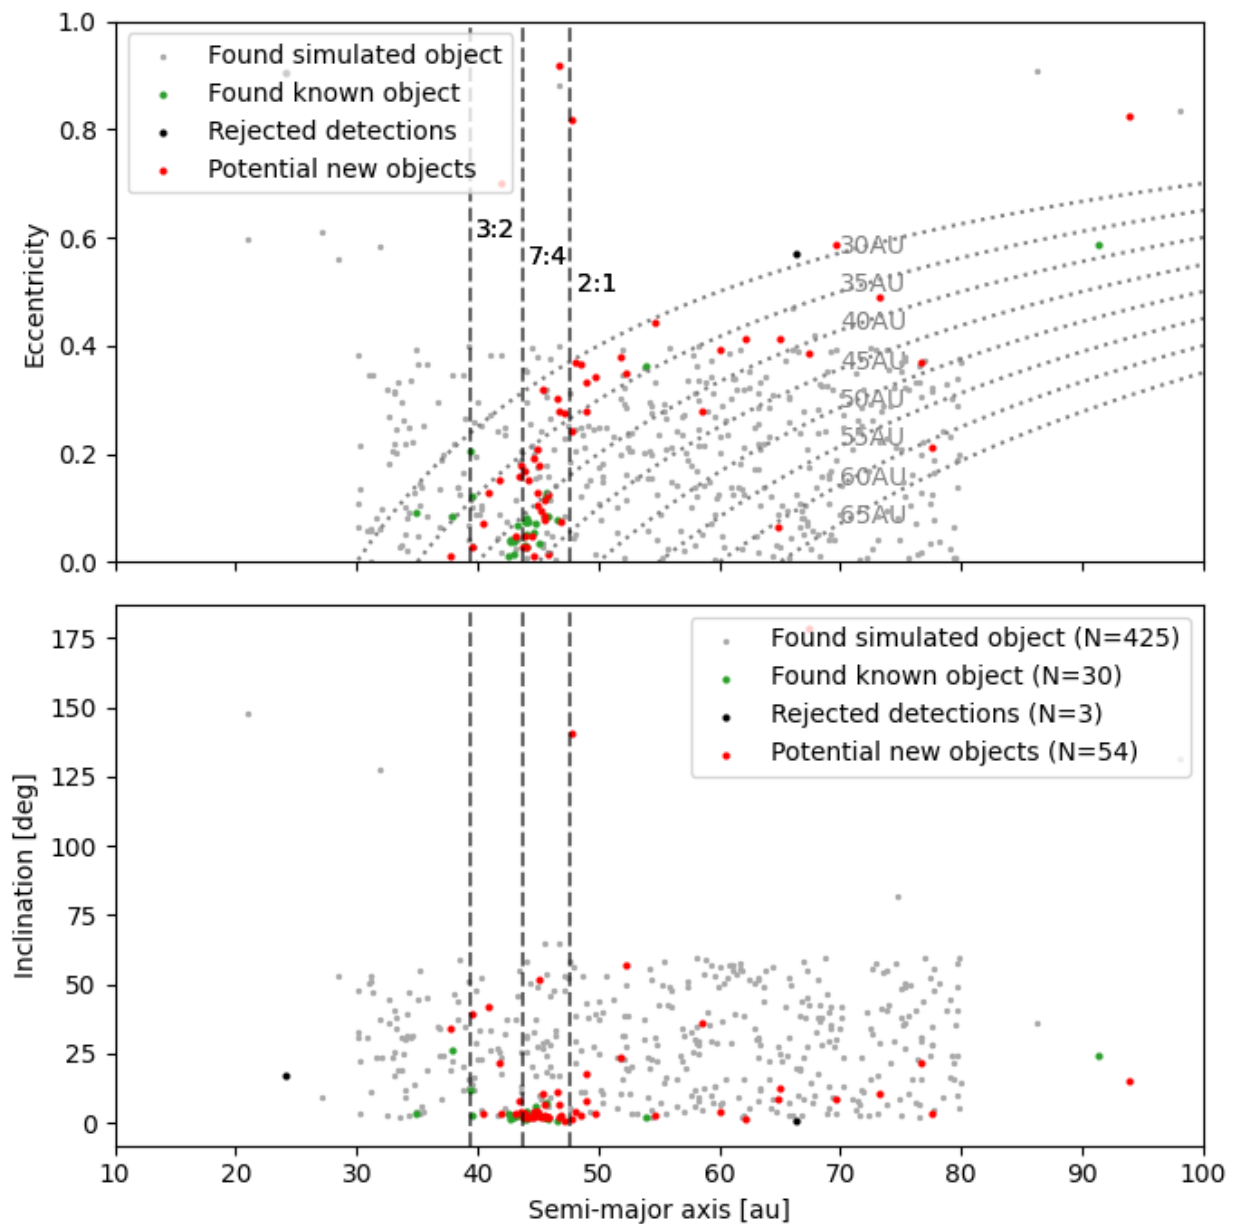 1.0
0.8
0.6
0.4
0.2
0.0
Eccentricity
Found simulated object
Found known object
Rejected detections
Potential new objects
3:2
7:4
2:1
30AU
35AU
40AU
45AU
50AU
55AU
60AU
65AU
175
150
125
100
75
50
25
0
Inclination [deg]
Found simulated object (N=425)
Found known object (N=30)
Rejected detections (N=3)
Potential new objects (N=54)
10 20 30 40 50 60 70 80 90 100
Semi-major axis [au]